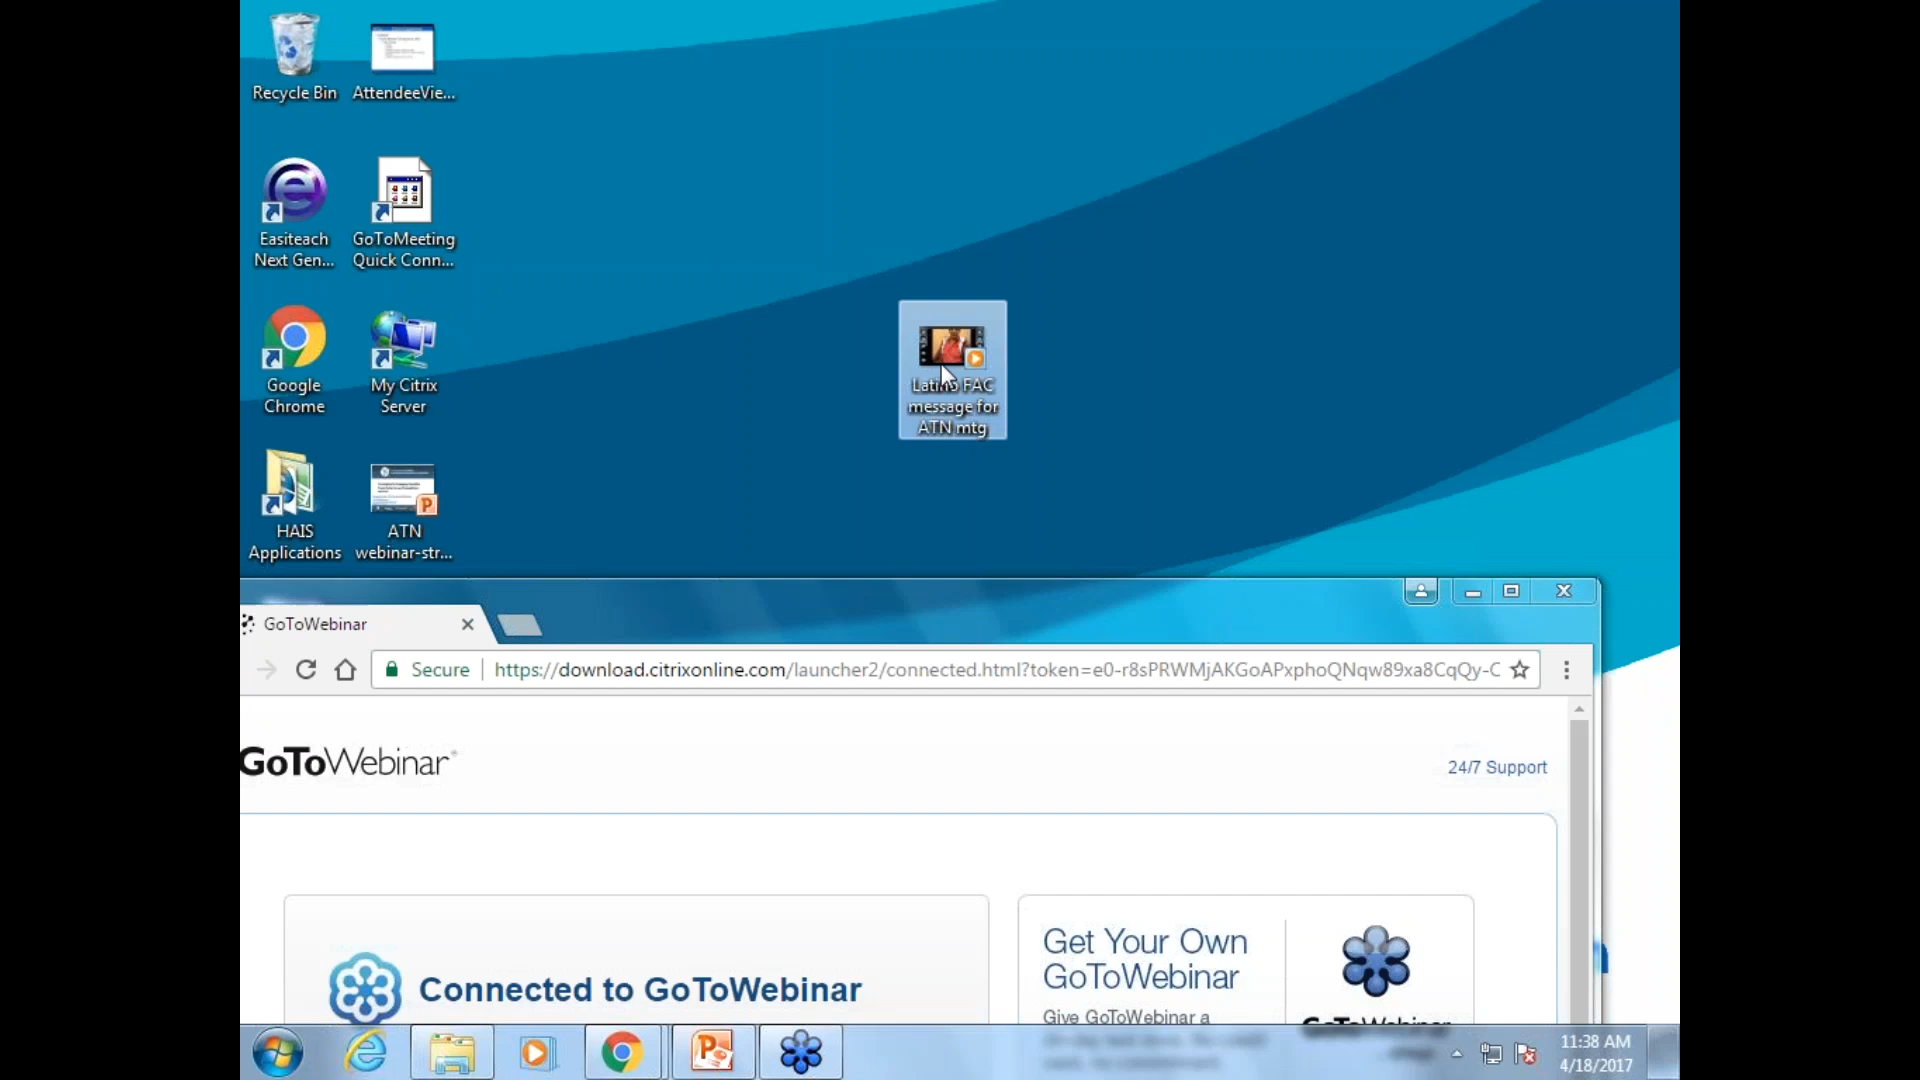 Recycle Bin
AttendeeVie...
Easiteach
Next Gen...
GoToMeeting
Quick Conn...
Google
Chrome
My Citrix
Server
Latino FAC
message for
ATN mtg
HAIS
Applications
ATN
webinar-str...
GoToWebinar
Secure
https://download.citrixonline.com/launcher2/connected.html?token=e0-r8sPRWMjAKGoAPxphoQNqw89xa8CqQy-C
GoToWebinar
24/7 Support
Connected to GoToWebinar
Get Your Own
GoToWebinar
Give GoToWebinar a
GoToWebinar
11:38 AM
4/18/2017